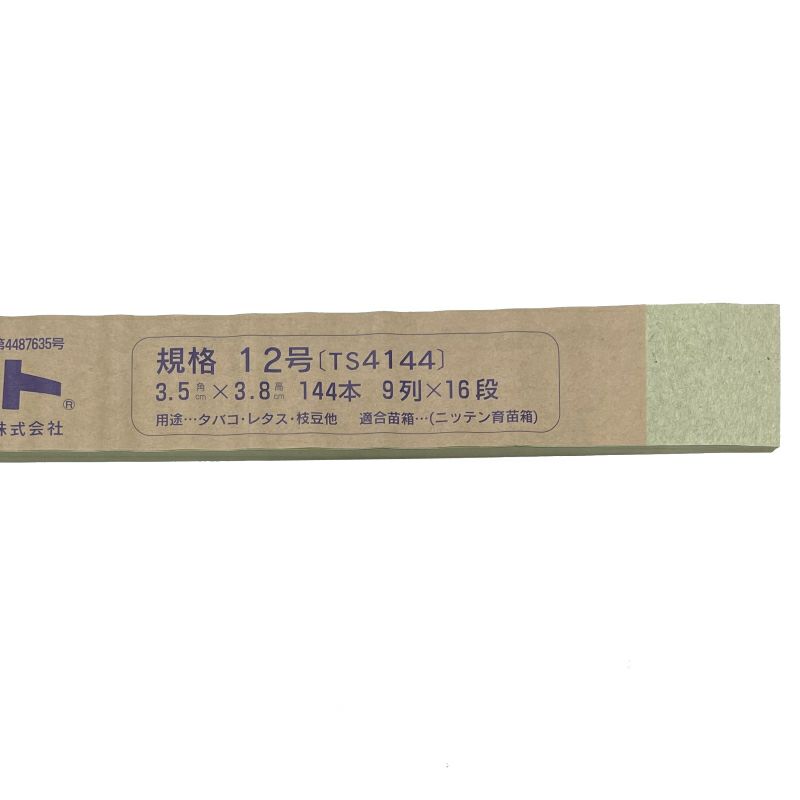 第4487635号
ト®
株式会社
規格 12号〔TS4144〕
3.5角cm×3.8高cm 144本 9列×16段
用途…タバコ・レタス・枝豆他 適合苗箱…(ニッテン育苗箱)